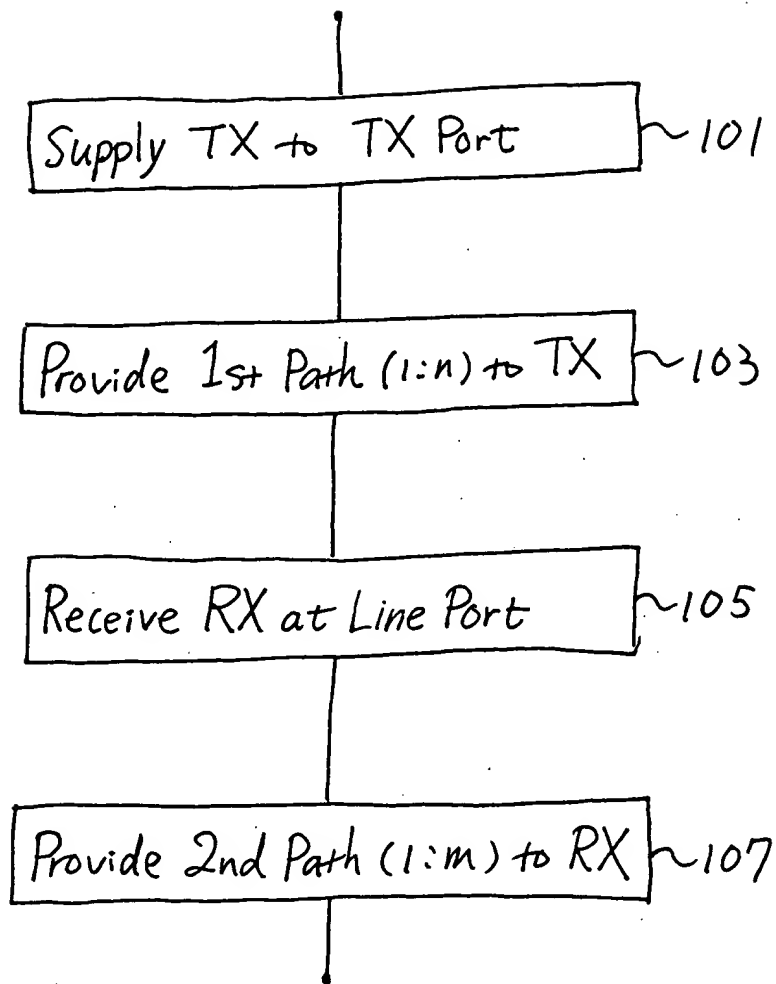 Supply TX to TX Port ~101
Provide 1st Path (1:n) to TX ~103
Receive RX at Line Port ~105
Provide 2nd Path (1:m) to RX ~107